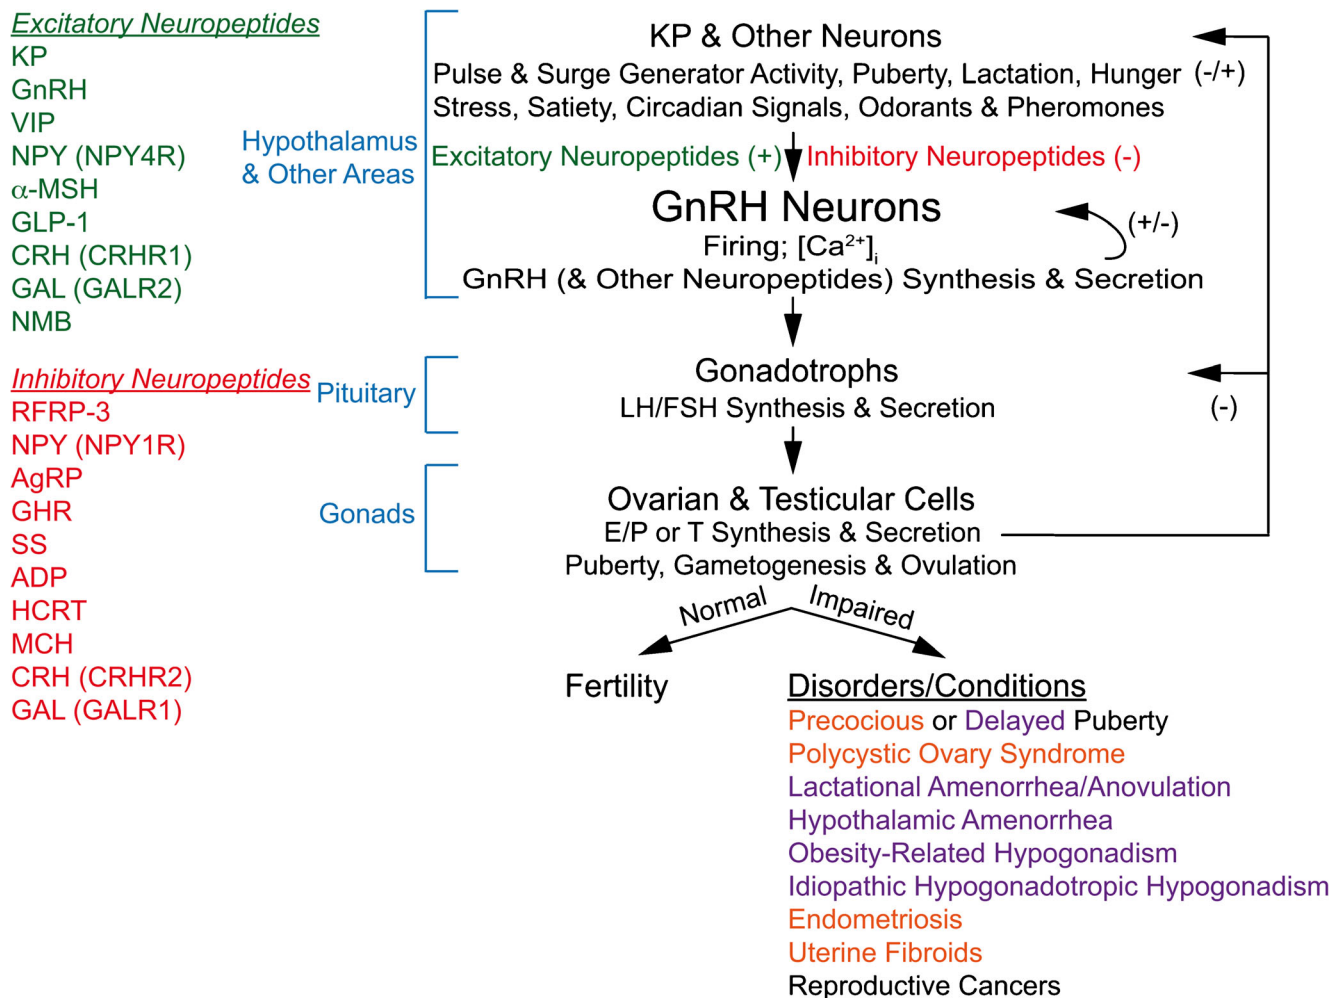 Excitatory Neuropeptides
KP
GnRH
VIP
NPY (NPY4R)
α-MSH
GLP-1
CRH (CRHR1)
GAL (GALR2)
NMB
Inhibitory Neuropeptides
RFRP-3
NPY (NPY1R)
AgRP
GHR
SS
ADP
HCRT
MCH
CRH (CRHR2)
GAL (GALR1)
Hypothalamus
& Other Areas
Pituitary
Gonads
KP & Other Neurons
Pulse & Surge Generator Activity, Puberty, Lactation, Hunger
Stress, Satiety, Circadian Signals, Odorants & Pheromones
(-/+)
Excitatory Neuropeptides (+)
Inhibitory Neuropeptides (-)
GnRH Neurons
Firing; [Ca²⁺]ᵢ
(+/-)
GnRH (& Other Neuropeptides) Synthesis & Secretion
Gonadotrophs
LH/FSH Synthesis & Secretion
(-)
Ovarian & Testicular Cells
E/P or T Synthesis & Secretion
Puberty, Gametogenesis & Ovulation
Normal
Impaired
Fertility
Disorders/Conditions
Precocious or Delayed Puberty
Polycystic Ovary Syndrome
Lactational Amenorrhea/Anovulation
Hypothalamic Amenorrhea
Obesity-Related Hypogonadism
Idiopathic Hypogonadotropic Hypogonadism
Endometriosis
Uterine Fibroids
Reproductive Cancers